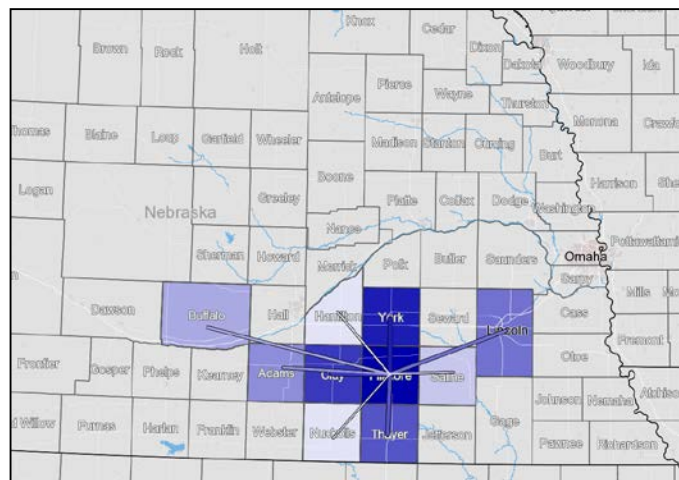 Knox
Cedar
Dixon
Brown
Rock
Holt
Dakota
Woodbury
Ida
Antelope
Pierce
Wayne
Thurston
Monona
Thomas
Blaine
Loup
Garfield
Wheeler
Madison
Stanton
Cuming
Burt
Logan
Greeley
Boone
Harrison
Nebraska
Platte
Colfax
Dodge
Washington
Nance
Sherman
Howard
Merrick
Polk
Butler
Saunders
Omaha
Sarpy
Dawson
Buffalo
Hall
Hamilton
York
Seward
Lincoln
Cass
Mills
Frontier
Gosper
Phelps
Kearney
Adams
Clay
Fillmore
Saline
Otoe
Fremont
Johnson
Nemaha
Furnas
Harlan
Franklin
Webster
Nuckolls
Thayer
Jefferson
Gage
Pawnee
Richardson